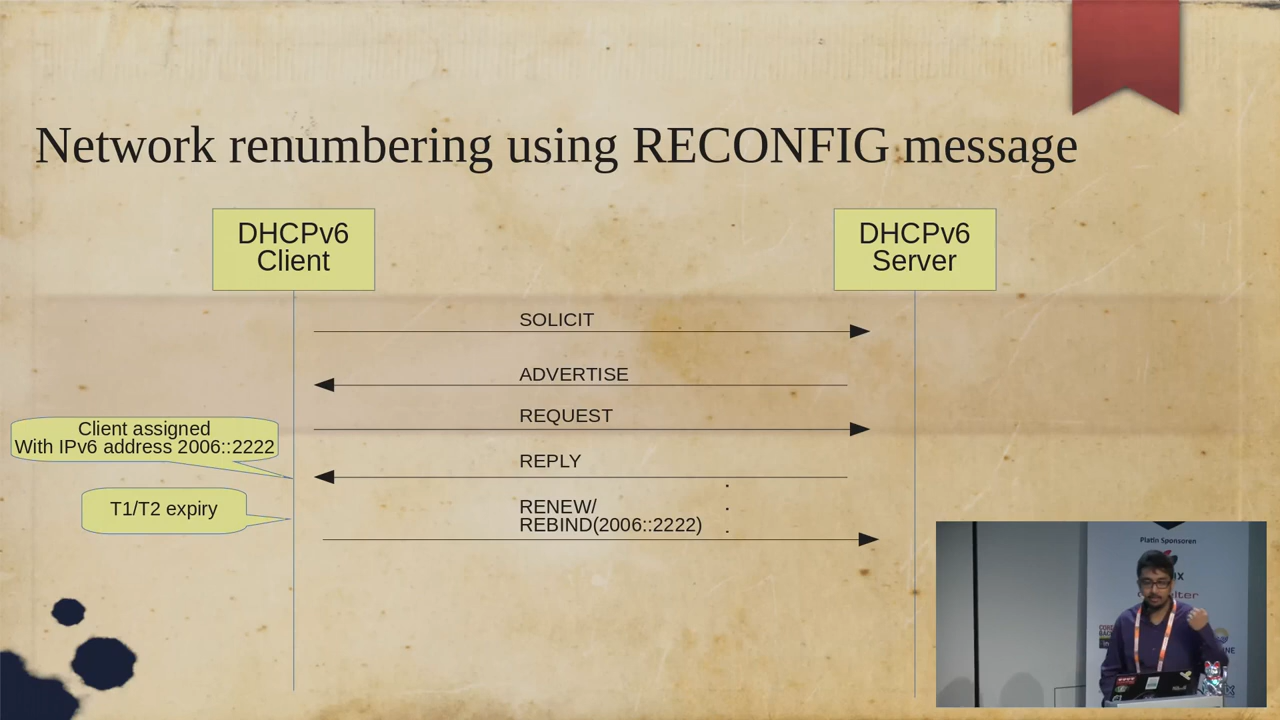 Network renumbering using RECONFIG message
DHCPv6
Client
DHCPv6
Server
SOLICIT
ADVERTISE
REQUEST
Client assigned
With IPv6 address 2006::2222
REPLY
T1/T2 expiry
RENEW/
REBIND(2006::2222)
Platin Sponsoren